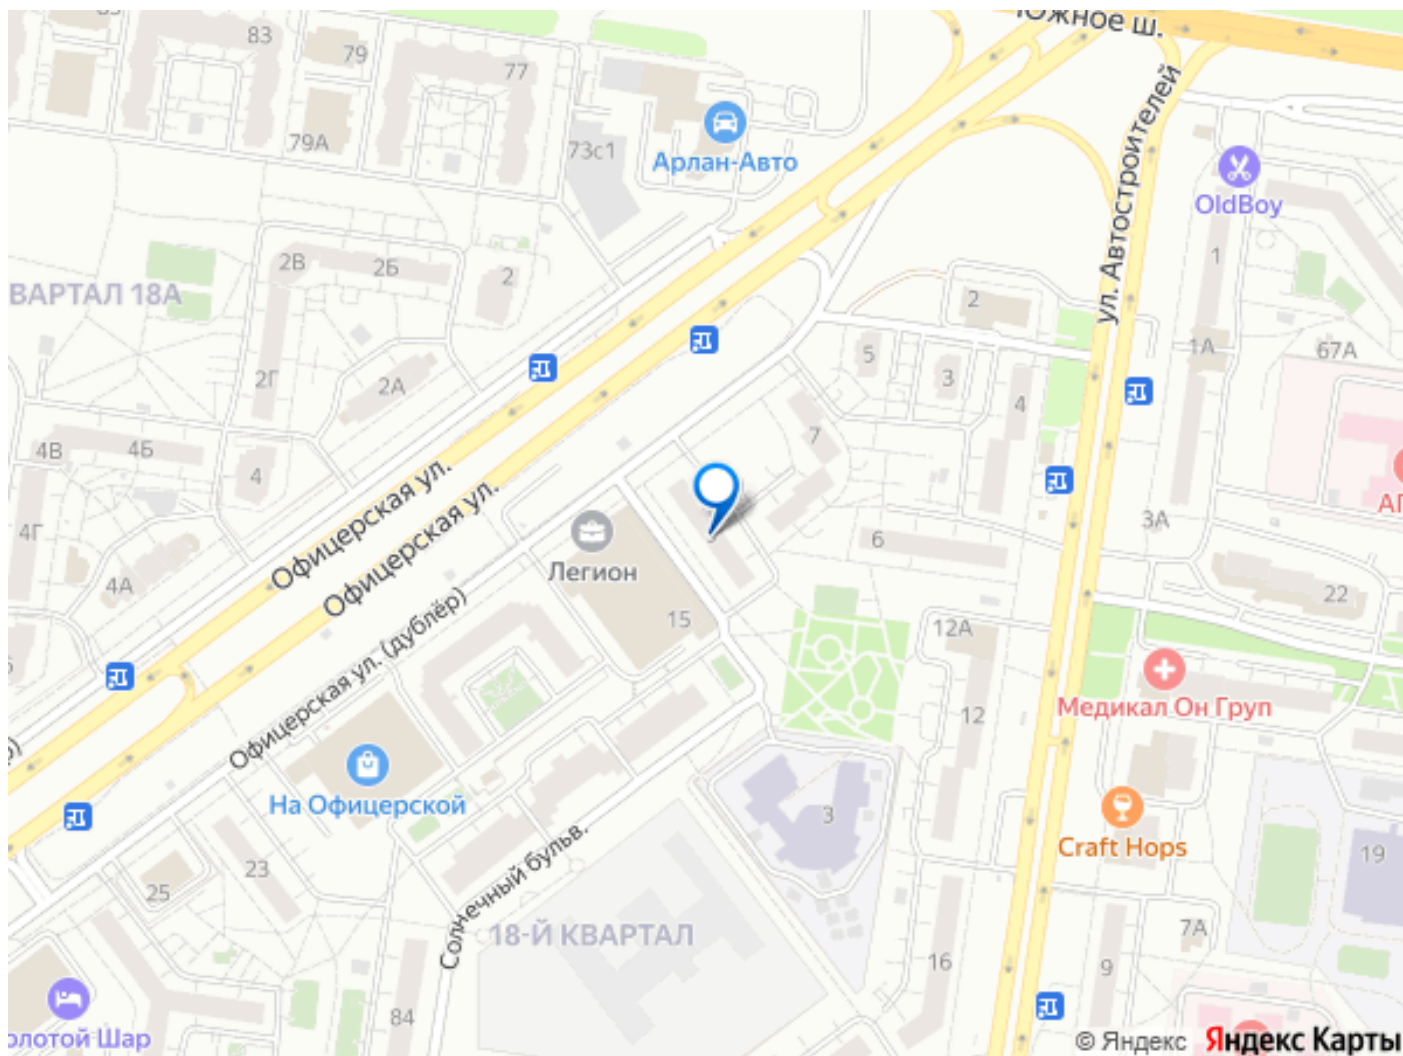 Южное ш.
83
79
77
79А
73с1
Арлан-Авто
ул. Автостроителей
OldBoy
1
2В
2Б
2
ВАРТАЛ 18А
2
1А
67А
5
3
4
2Г
2А
7
4В
4Б
4
Офицерская ул.
Офицерская ул.
4Г
3А
6
4А
Легион
15
22
Офицерская ул. (дублёр)
12А
Медикал Он Груп
12
На Офицерской
3
Craft Hops
19
23
25
Солнечный бульв.
18-Й КВАРТАЛ
7А
16
9
84
олотой Шар
© Яндекс Яндекс Карты